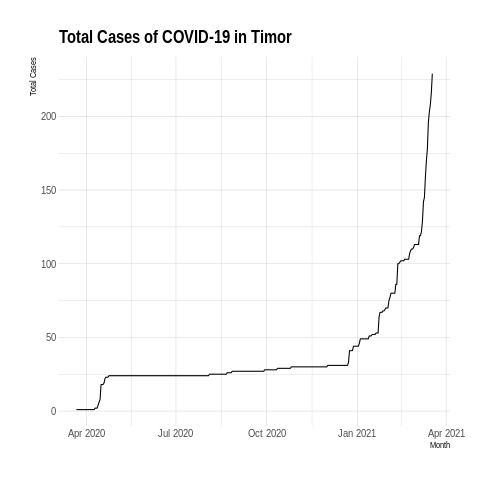 Total Cases of COVID-19 in Timor
Total Cases
200
150
100
50
0
Apr 2020 Jul 2020 Oct 2020 Jan 2021 Apr 2021
Month